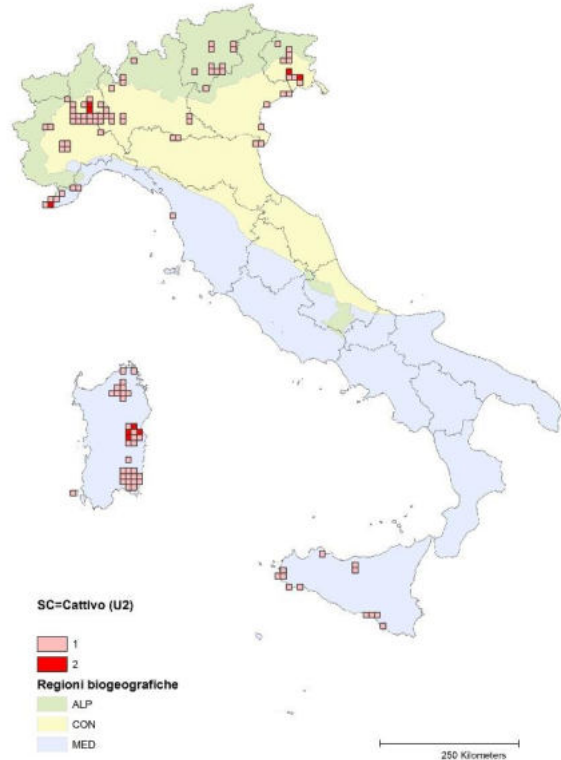 SC=Cattivo (U2)
1
2
Regioni biogeografiche
ALP
CON
MED
250 Kilometers